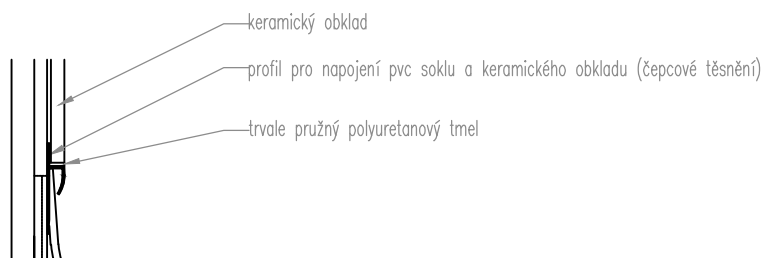 keramický obklad
profil pro napojení pvc soklu a keramického obkladu (čepcové těsnění)
trvale pružný polyuretanový tmel